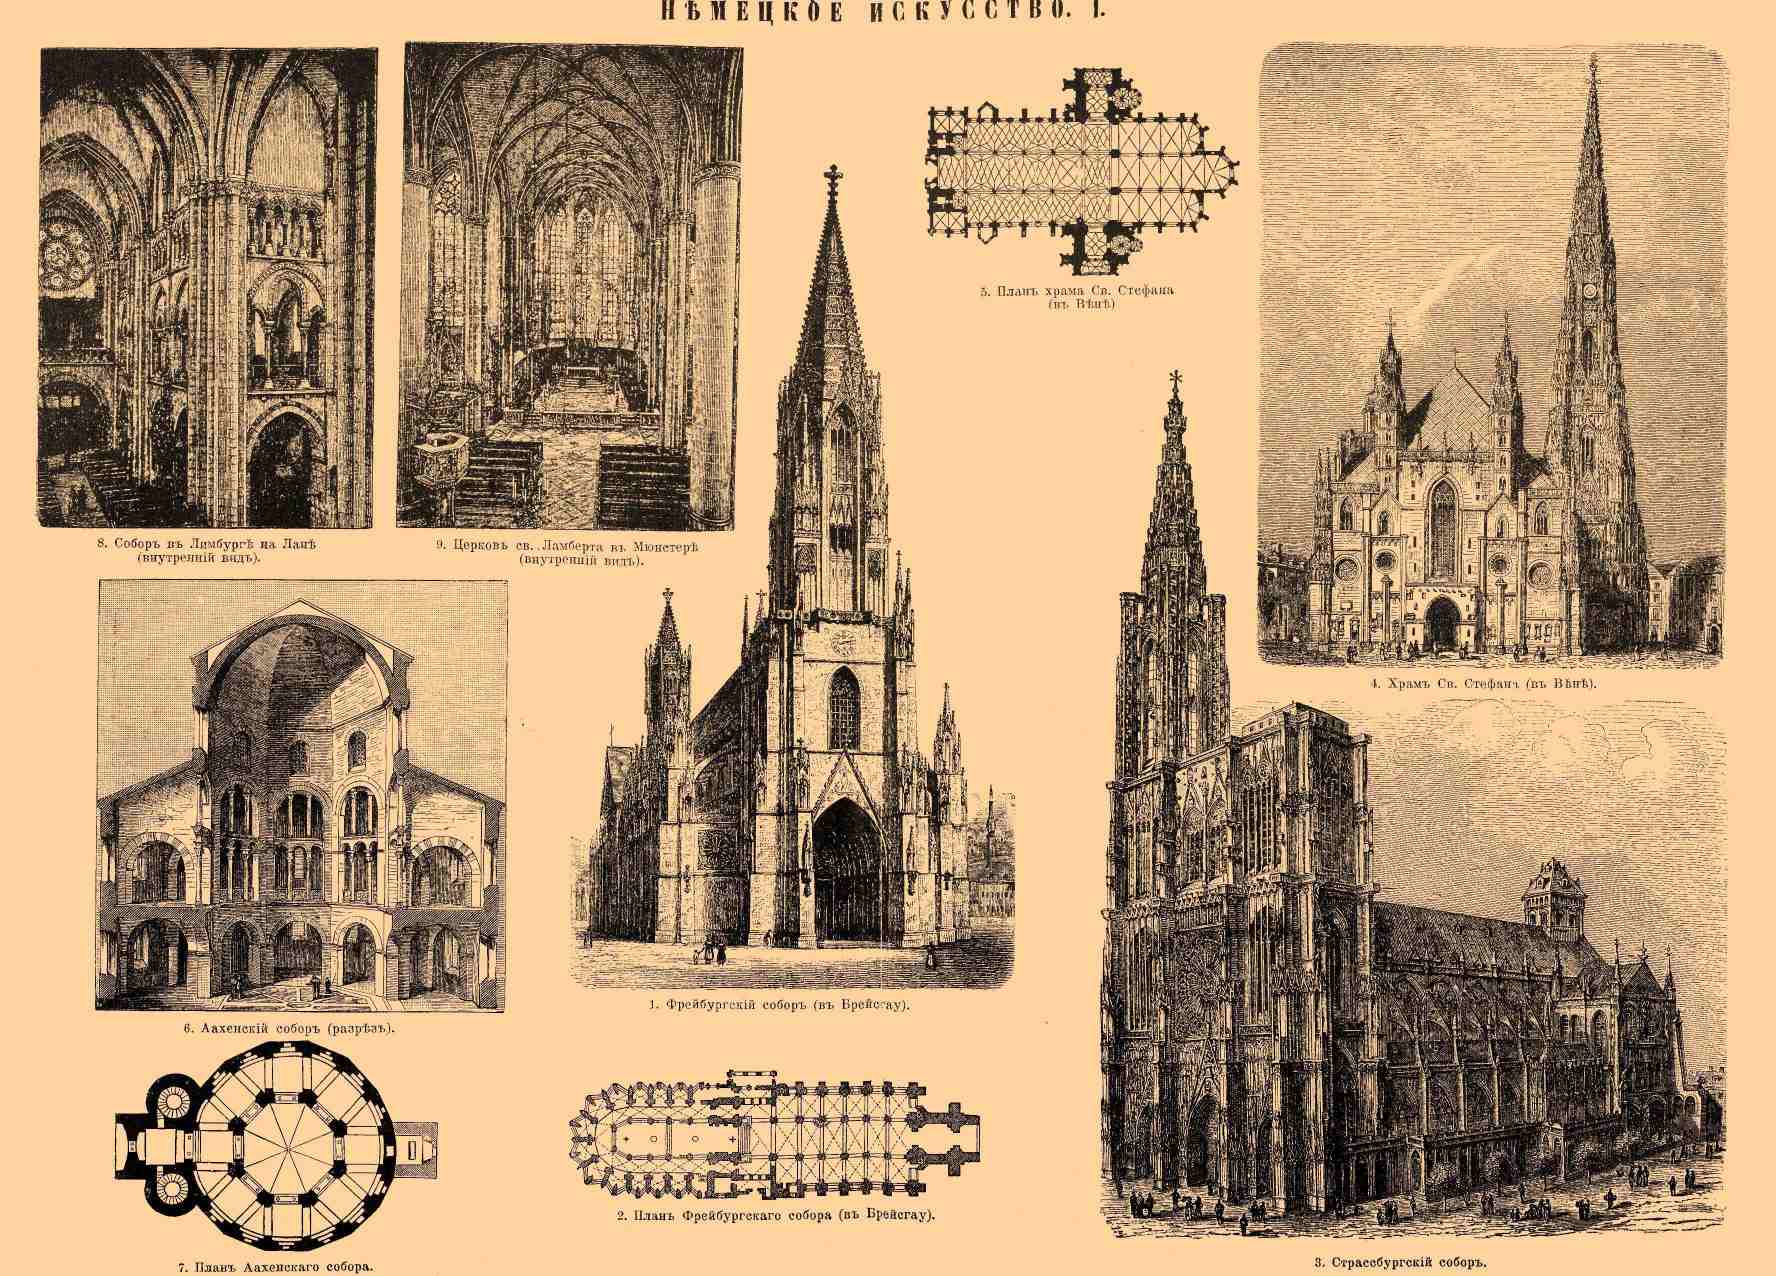 НѢМЕЦКОЕ ИСКУССТВО. I.
8. Соборъ въ Лимбургѣ на Ланѣ
(внутренній видъ).
9. Церковь св. Ламберта въ Мюнстерѣ
(внутренній видъ).
5. Планъ храма Св. Стефана
(въ Вѣнѣ)
4. Храмъ Св. Стефана (въ Вѣнѣ).
6. Аахенскій соборъ (разрѣзъ).
1. Фрейбургскій соборъ (въ Брейсгау).
7. Планъ Аахенскаго собора.
2. Планъ Фрейбургскаго собора (въ Брейсгау).
3. Страссбургскій соборъ.